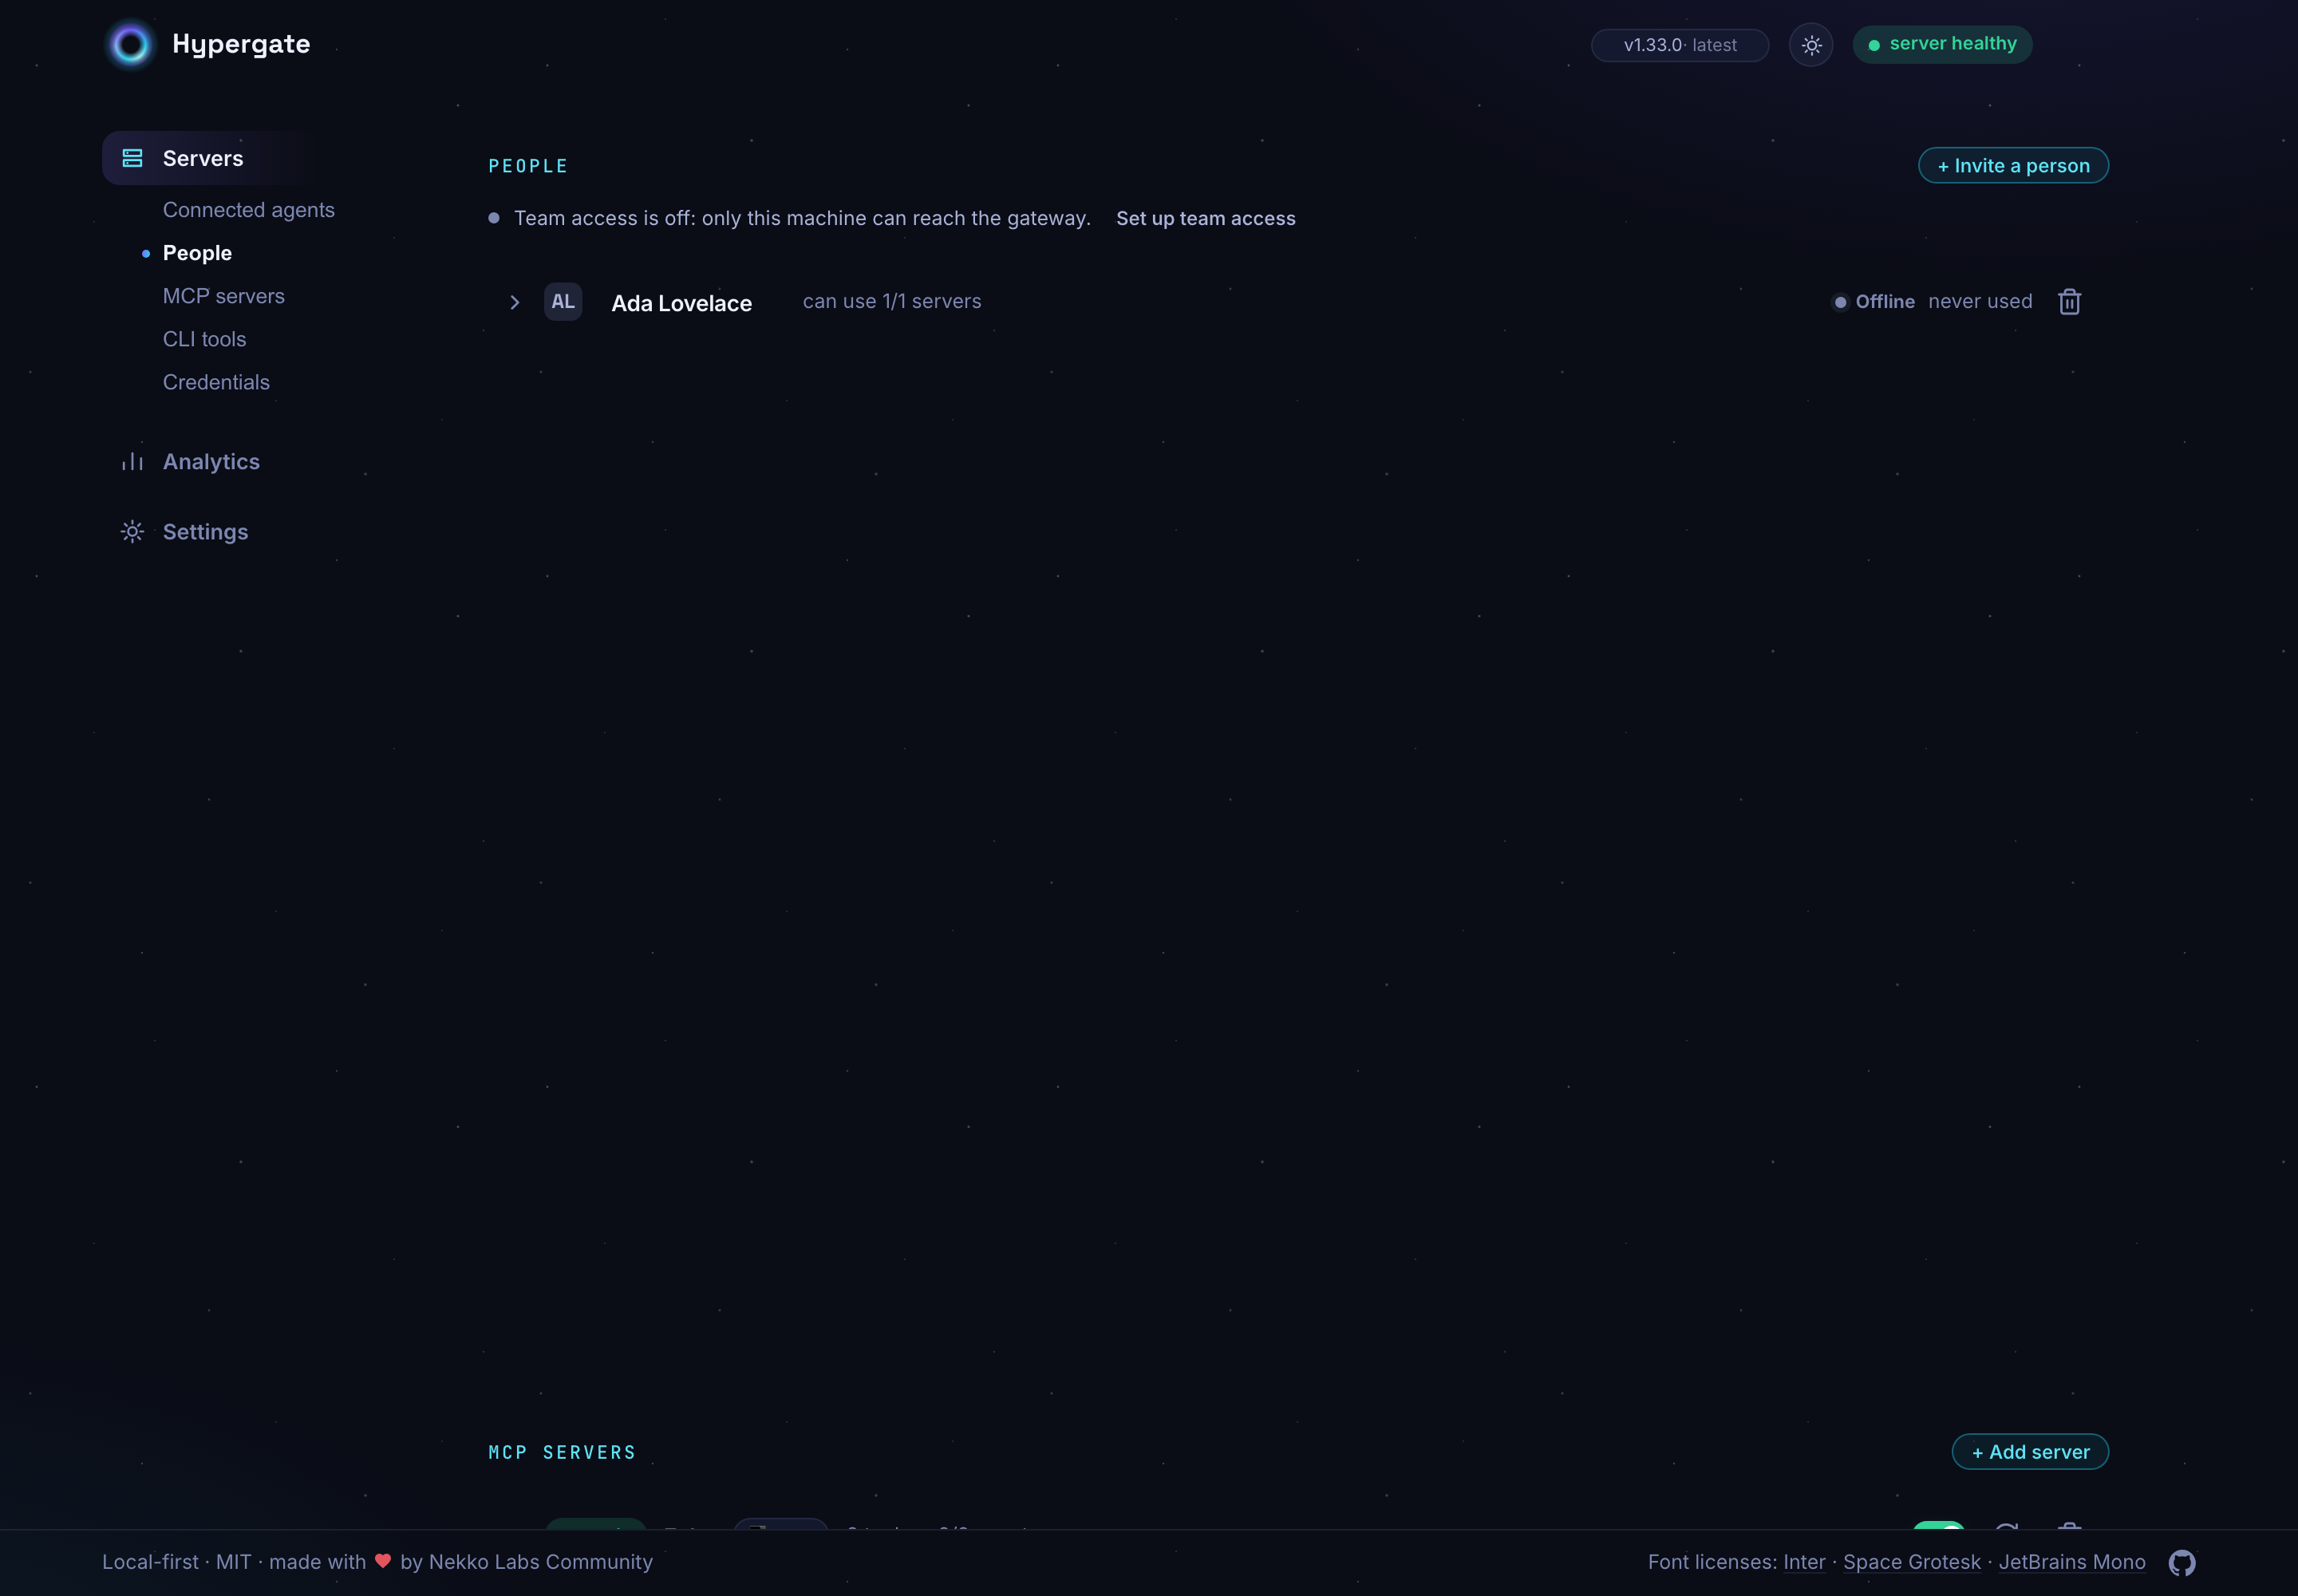 Hypergate
v1.33.0 · latest
server healthy
Servers
Connected agents
People
MCP servers
CLI tools
Credentials
Analytics
Settings
PEOPLE
+ Invite a person
Team access is off: only this machine can reach the gateway. Set up team access
AL Ada Lovelace can use 1/1 servers Offline never used
MCP SERVERS
+ Add server
Local-first · MIT · made with ❤ by Nekko Labs Community
Font licenses: Inter · Space Grotesk · JetBrains Mono